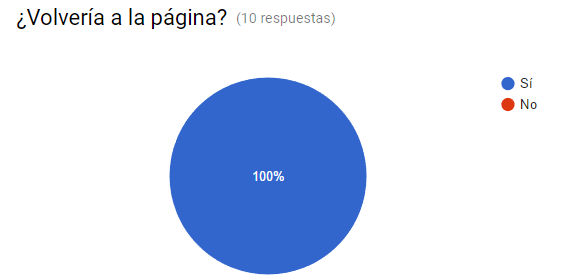 ¿Volvería a la página? (10 respuestas)
Sí
No
100%